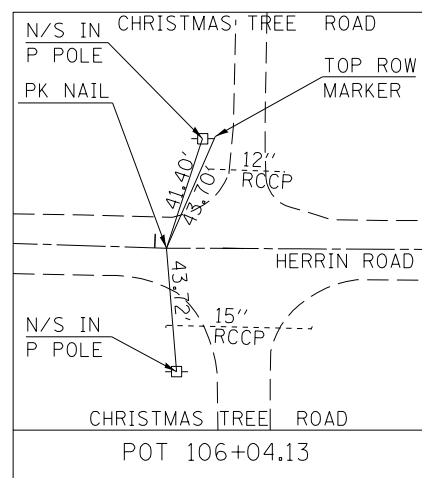 CHRISTMAS TREE ROAD
N/S IN
P POLE
TOP ROW
MARKER
PK NAIL
41.40'
43.70'
12''
RCCP
HERRIN ROAD
43.72'
N/S IN
P POLE
15''
RCCP
CHRISTMAS TREE ROAD
POT 106+04.13